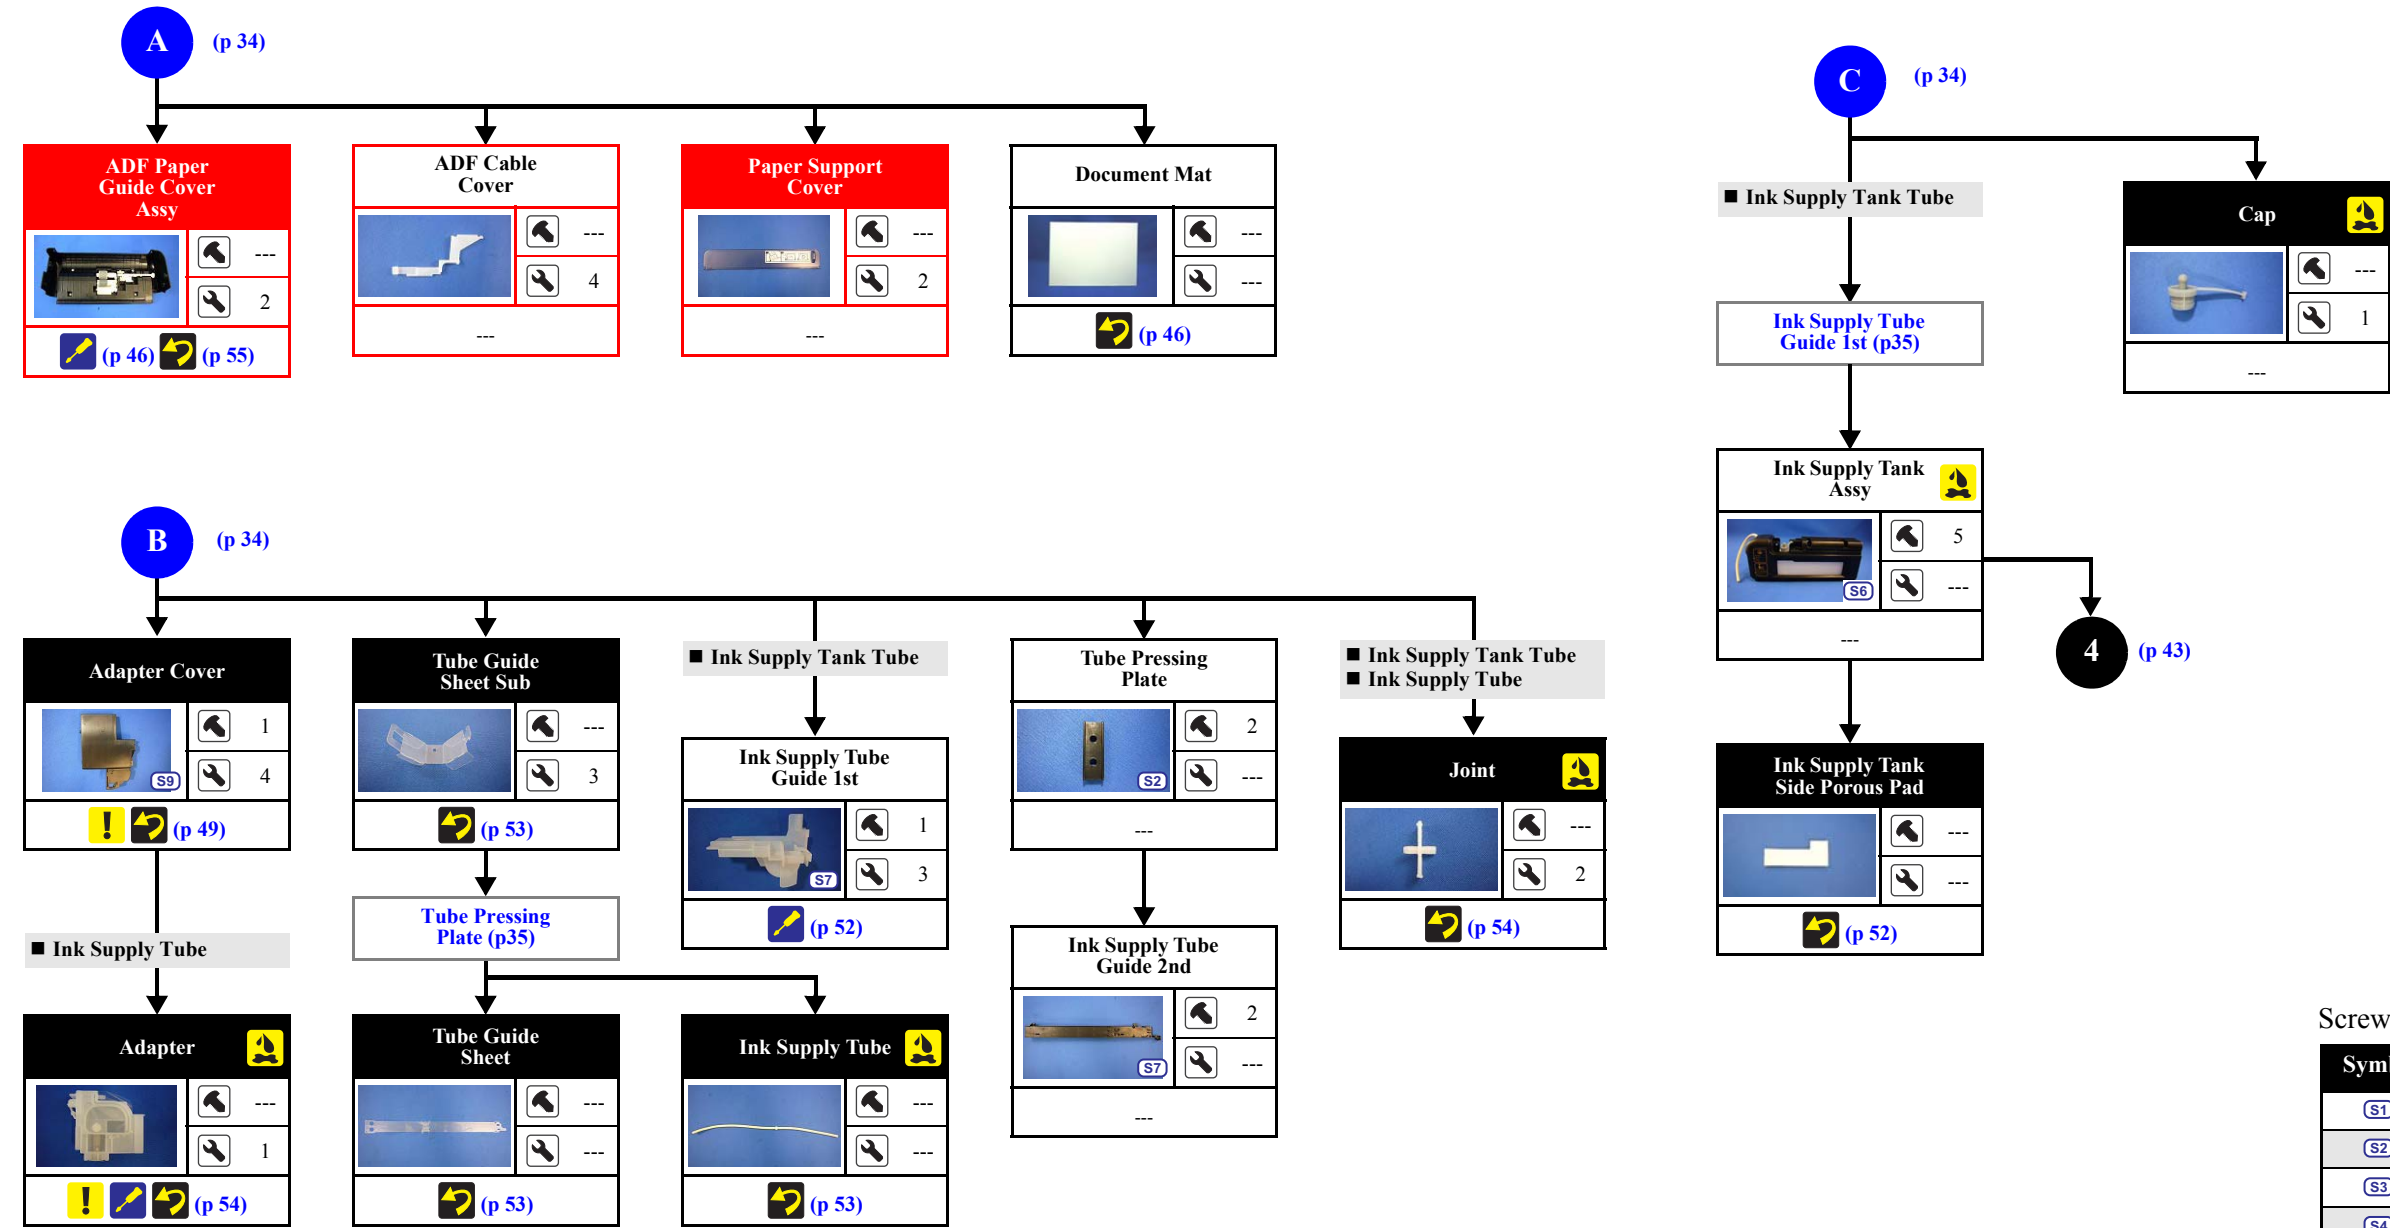 A (p 34)
ADF Paper
Guide Cover
Assy
---
2
(p 46) (p 55)
ADF Cable
Cover
---
4
---
Paper Support
Cover
---
2
---
Document Mat
---
---
(p 46)
B (p 34)
Adapter Cover
S9
1
4
! (p 49)
■ Ink Supply Tube
Adapter
---
1
! (p 54)
Tube Guide
Sheet Sub
---
3
(p 53)
Tube Pressing
Plate (p35)
Tube Guide
Sheet
---
---
(p 53)
■ Ink Supply Tank Tube
Ink Supply Tube
Guide 1st
S7
1
3
(p 52)
Ink Supply Tube
---
---
(p 53)
Tube Pressing
Plate
S2
2
---
---
Ink Supply Tube
Guide 2nd
S7
2
---
---
■ Ink Supply Tank Tube
■ Ink Supply Tube
Joint
---
2
(p 54)
C (p 34)
■ Ink Supply Tank Tube
Ink Supply Tube
Guide 1st (p35)
Ink Supply Tank
Assy
S6
5
---
---
4 (p 43)
Ink Supply Tank
Side Porous Pad
---
---
(p 52)
Cap
---
1
---
Screw
Sym
S1
S2
S3
S4